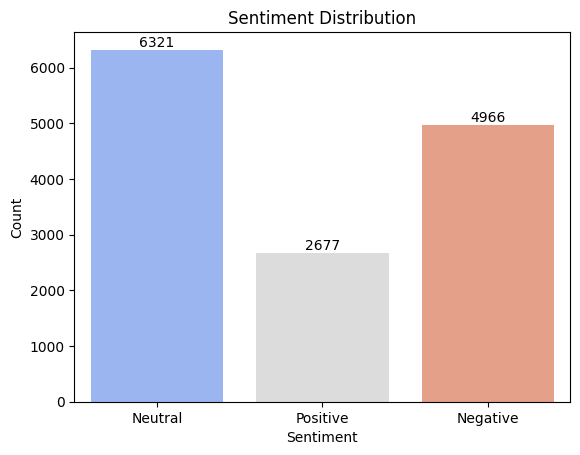 Sentiment Distribution
6321
4966
2677
6000
5000
4000
3000
2000
1000
0
Count
Neutral Positive Negative
Sentiment